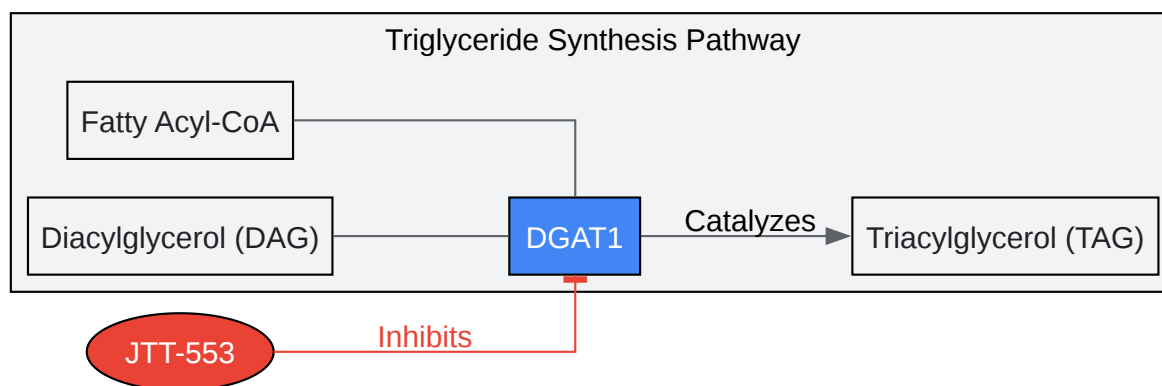 Triglyceride Synthesis Pathway
Fatty Acyl-CoA
Diacylglycerol (DAG)
DGAT1
Catalyzes
Triacylglycerol (TAG)
JTT-553
Inhibits